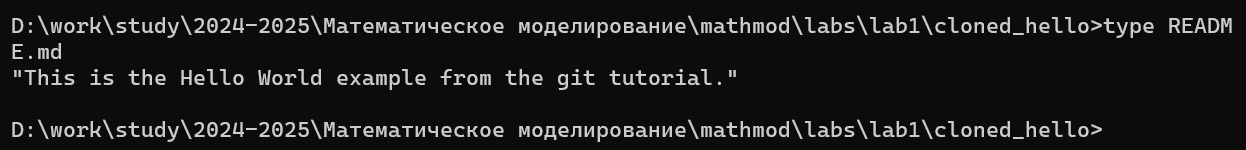 D:\work\study\2024-2025\Математическое моделирование\mathmod\labs\lab1\cloned_hello>type READM
E.md
"This is the Hello World example from the git tutorial."
D:\work\study\2024-2025\Математическое моделирование\mathmod\labs\lab1\cloned_hello>